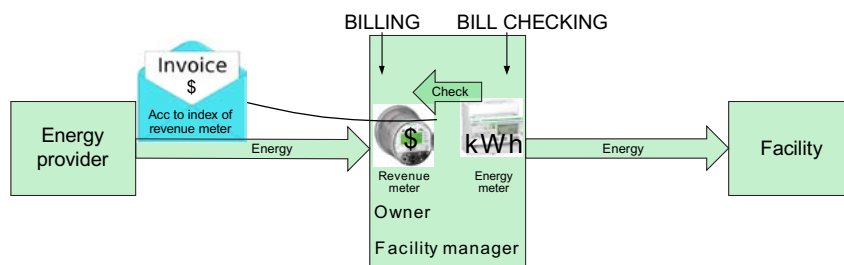 BILLING
BILL CHECKING
Invoice
$
Acc to index of
revenue meter
Check
Energy
provider
Energy
$
kWh
Revenue
meter
Energy
meter
Energy
Facility
Owner
Facility manager